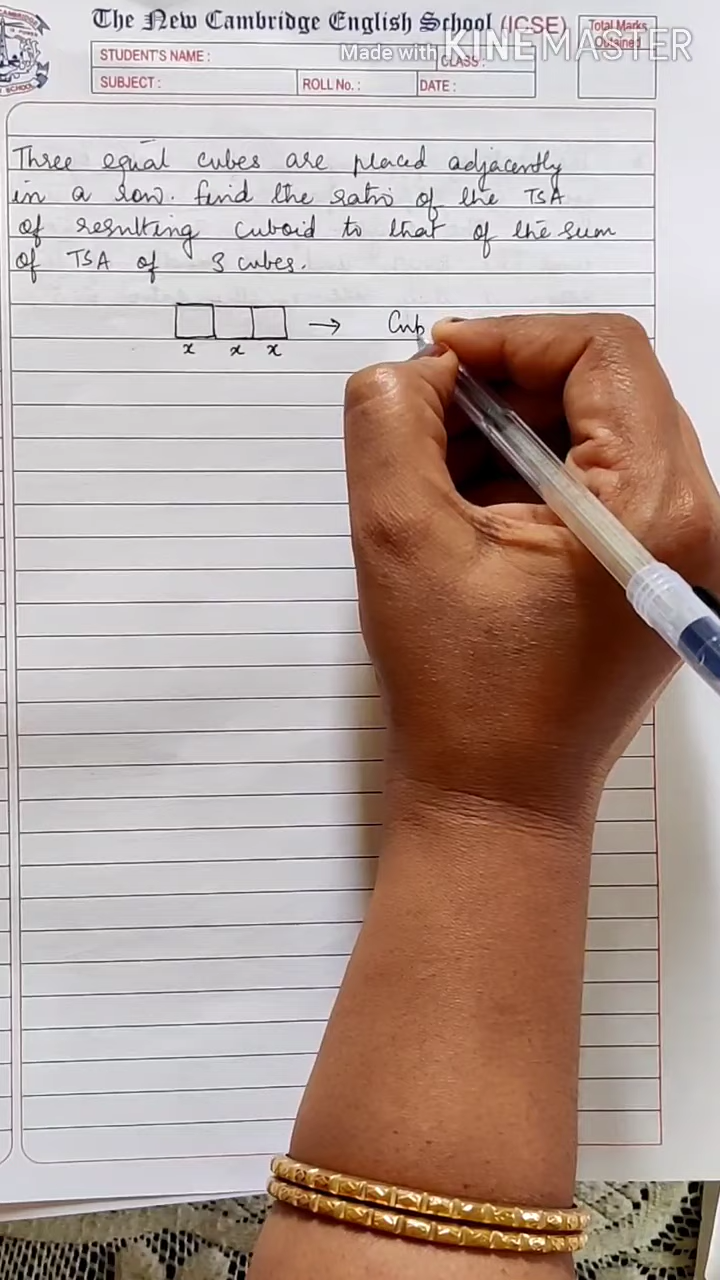 The New Cambridge English School (ICSE)
Total Marks
Obtained
Made with KINEMASTER
STUDENT'S NAME :
CLASS :
SUBJECT :
ROLL No. :
DATE :
Three equal cubes are placed adjacently
in a row. find the ratio of the TSA
of resulting cuboid to that of the sum
of TSA of 3 cubes.
→ Cub
x x x